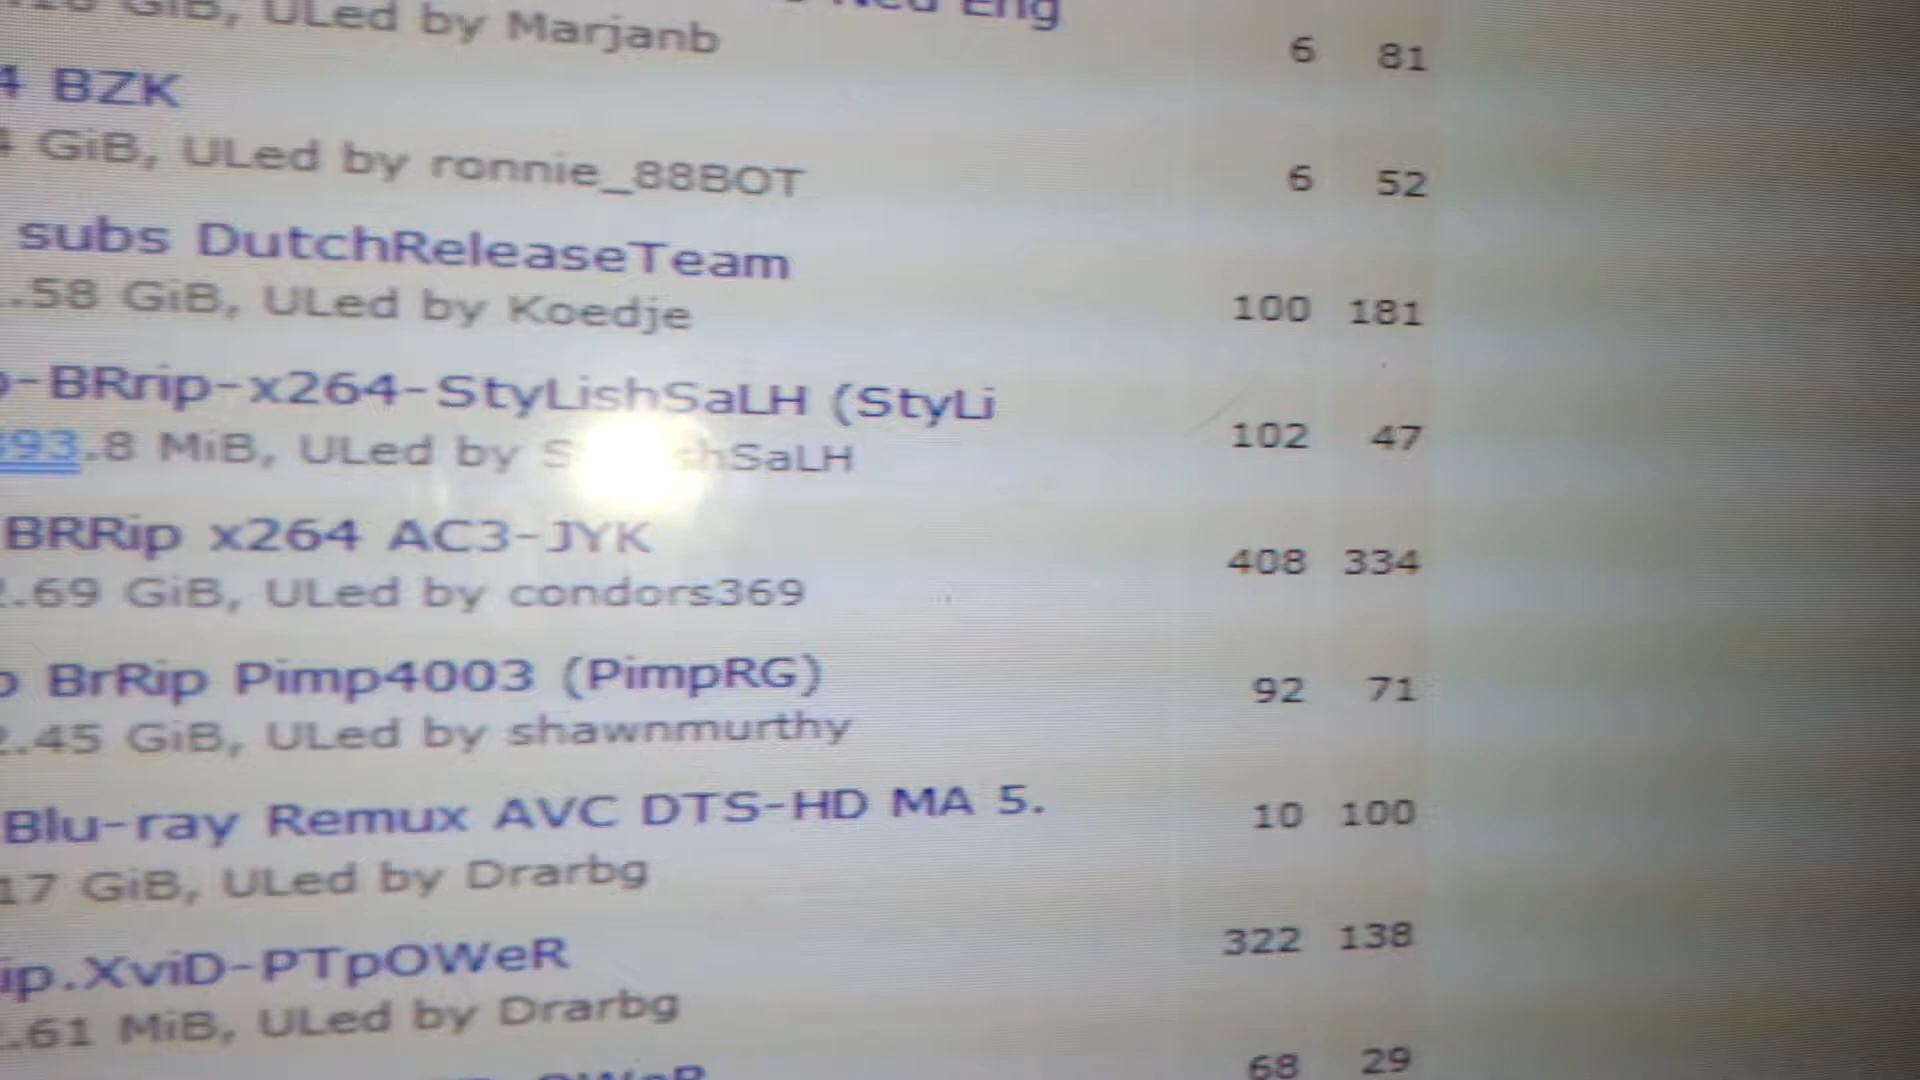 GiB, ULed by Marjanb
6 81
4 BZK
GiB, ULed by ronnie_88BOT
6 52
subs DutchReleaseTeam
.58 GiB, ULed by Koedje
100 181
-BRrip-x264-StyLishSaLH (StyLi
93.8 MiB, ULed by S shSaLH
102 47
BRRip x264 AC3-JYK
.69 GiB, ULed by condors369
408 334
BrRip Pimp4003 (PimpRG)
.45 GiB, ULed by shawnmurthy
92 71
Blu-ray Remux AVC DTS-HD MA 5.
17 GiB, ULed by Drarbg
10 100
ip.XviD-PTpOWeR
.61 MiB, ULed by Drarbg
322 138
68 29